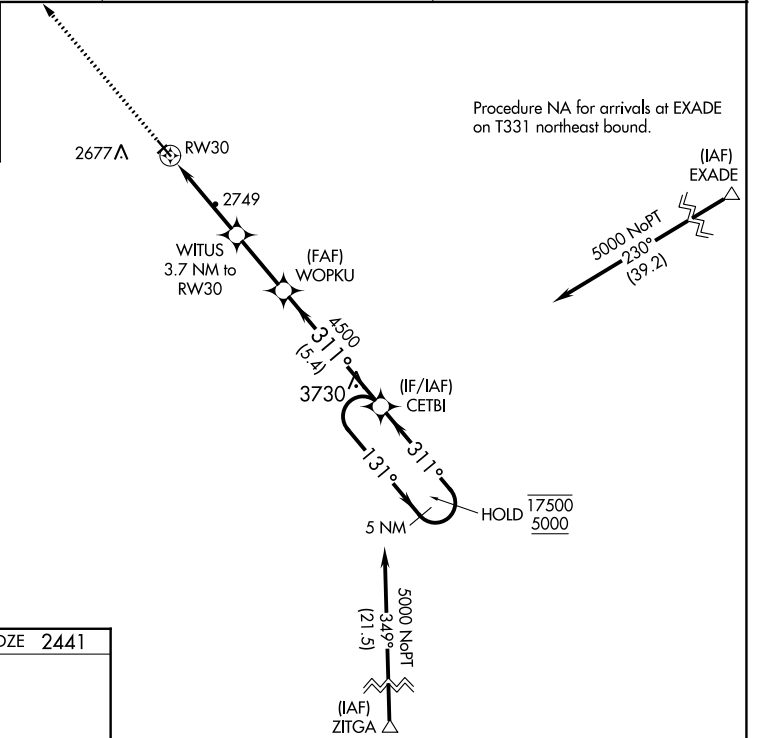 Procedure NA for arrivals at EXADE
on T331 northeast bound.
(IAF)
EXADE
5000 NoPT
230°
(39.2)
RW30
2677
2749
WITUS
3.7 NM to
RW30
(FAF)
WOPKU
4500
311°
(5.4)
3730
(IF/IAF)
CETBI
311°
131°
5 NM
HOLD
17500
5000
5000 NoPT
349°
(21.5)
(IAF)
ZITGA
DZE 2441